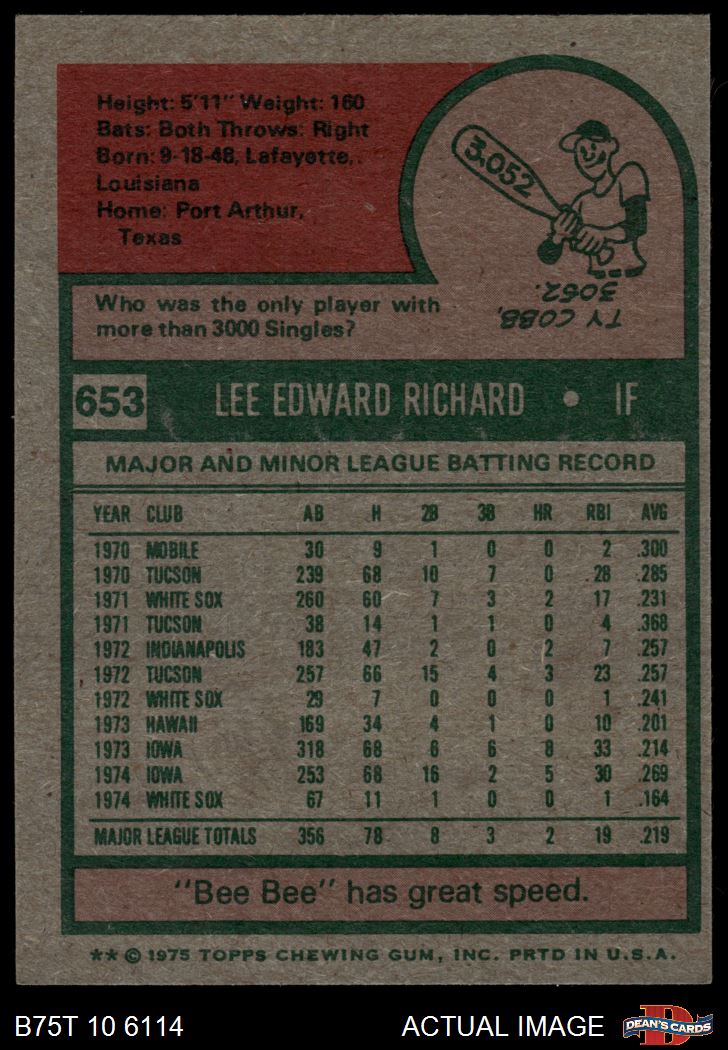 Height: 5'11" Weight: 160
Bats: Both Throws: Right
Born: 9-18-48, Lafayette,
Louisiana
Home: Port Arthur,
Texas
3,052
TY COBB,
3052.
Who was the only player with
more than 3000 Singles?
653 LEE EDWARD RICHARD • IF
MAJOR AND MINOR LEAGUE BATTING RECORD
YEAR CLUB AB H 2B 3B HR RBI AVG
1970 MOBILE 30 9 1 0 0 2 .300
1970 TUCSON 239 68 10 7 0 28 .285
1971 WHITE SOX 260 60 7 3 2 17 .231
1971 TUCSON 38 14 1 1 0 4 .368
1972 INDIANAPOLIS 183 47 2 0 2 7 .257
1972 TUCSON 257 66 15 4 3 23 .257
1972 WHITE SOX 29 7 0 0 0 1 .241
1973 HAWAII 169 34 4 1 0 10 .201
1973 IOWA 318 68 6 6 8 33 .214
1974 IOWA 253 68 16 2 5 30 .269
1974 WHITE SOX 67 11 1 0 0 1 .164
MAJOR LEAGUE TOTALS 356 78 8 3 2 19 .219
"Bee Bee" has great speed.
** © 1975 TOPPS CHEWING GUM, INC. PRTD IN U.S.A.
B75T 10 6114 ACTUAL IMAGE
D
DEAN'S CARDS